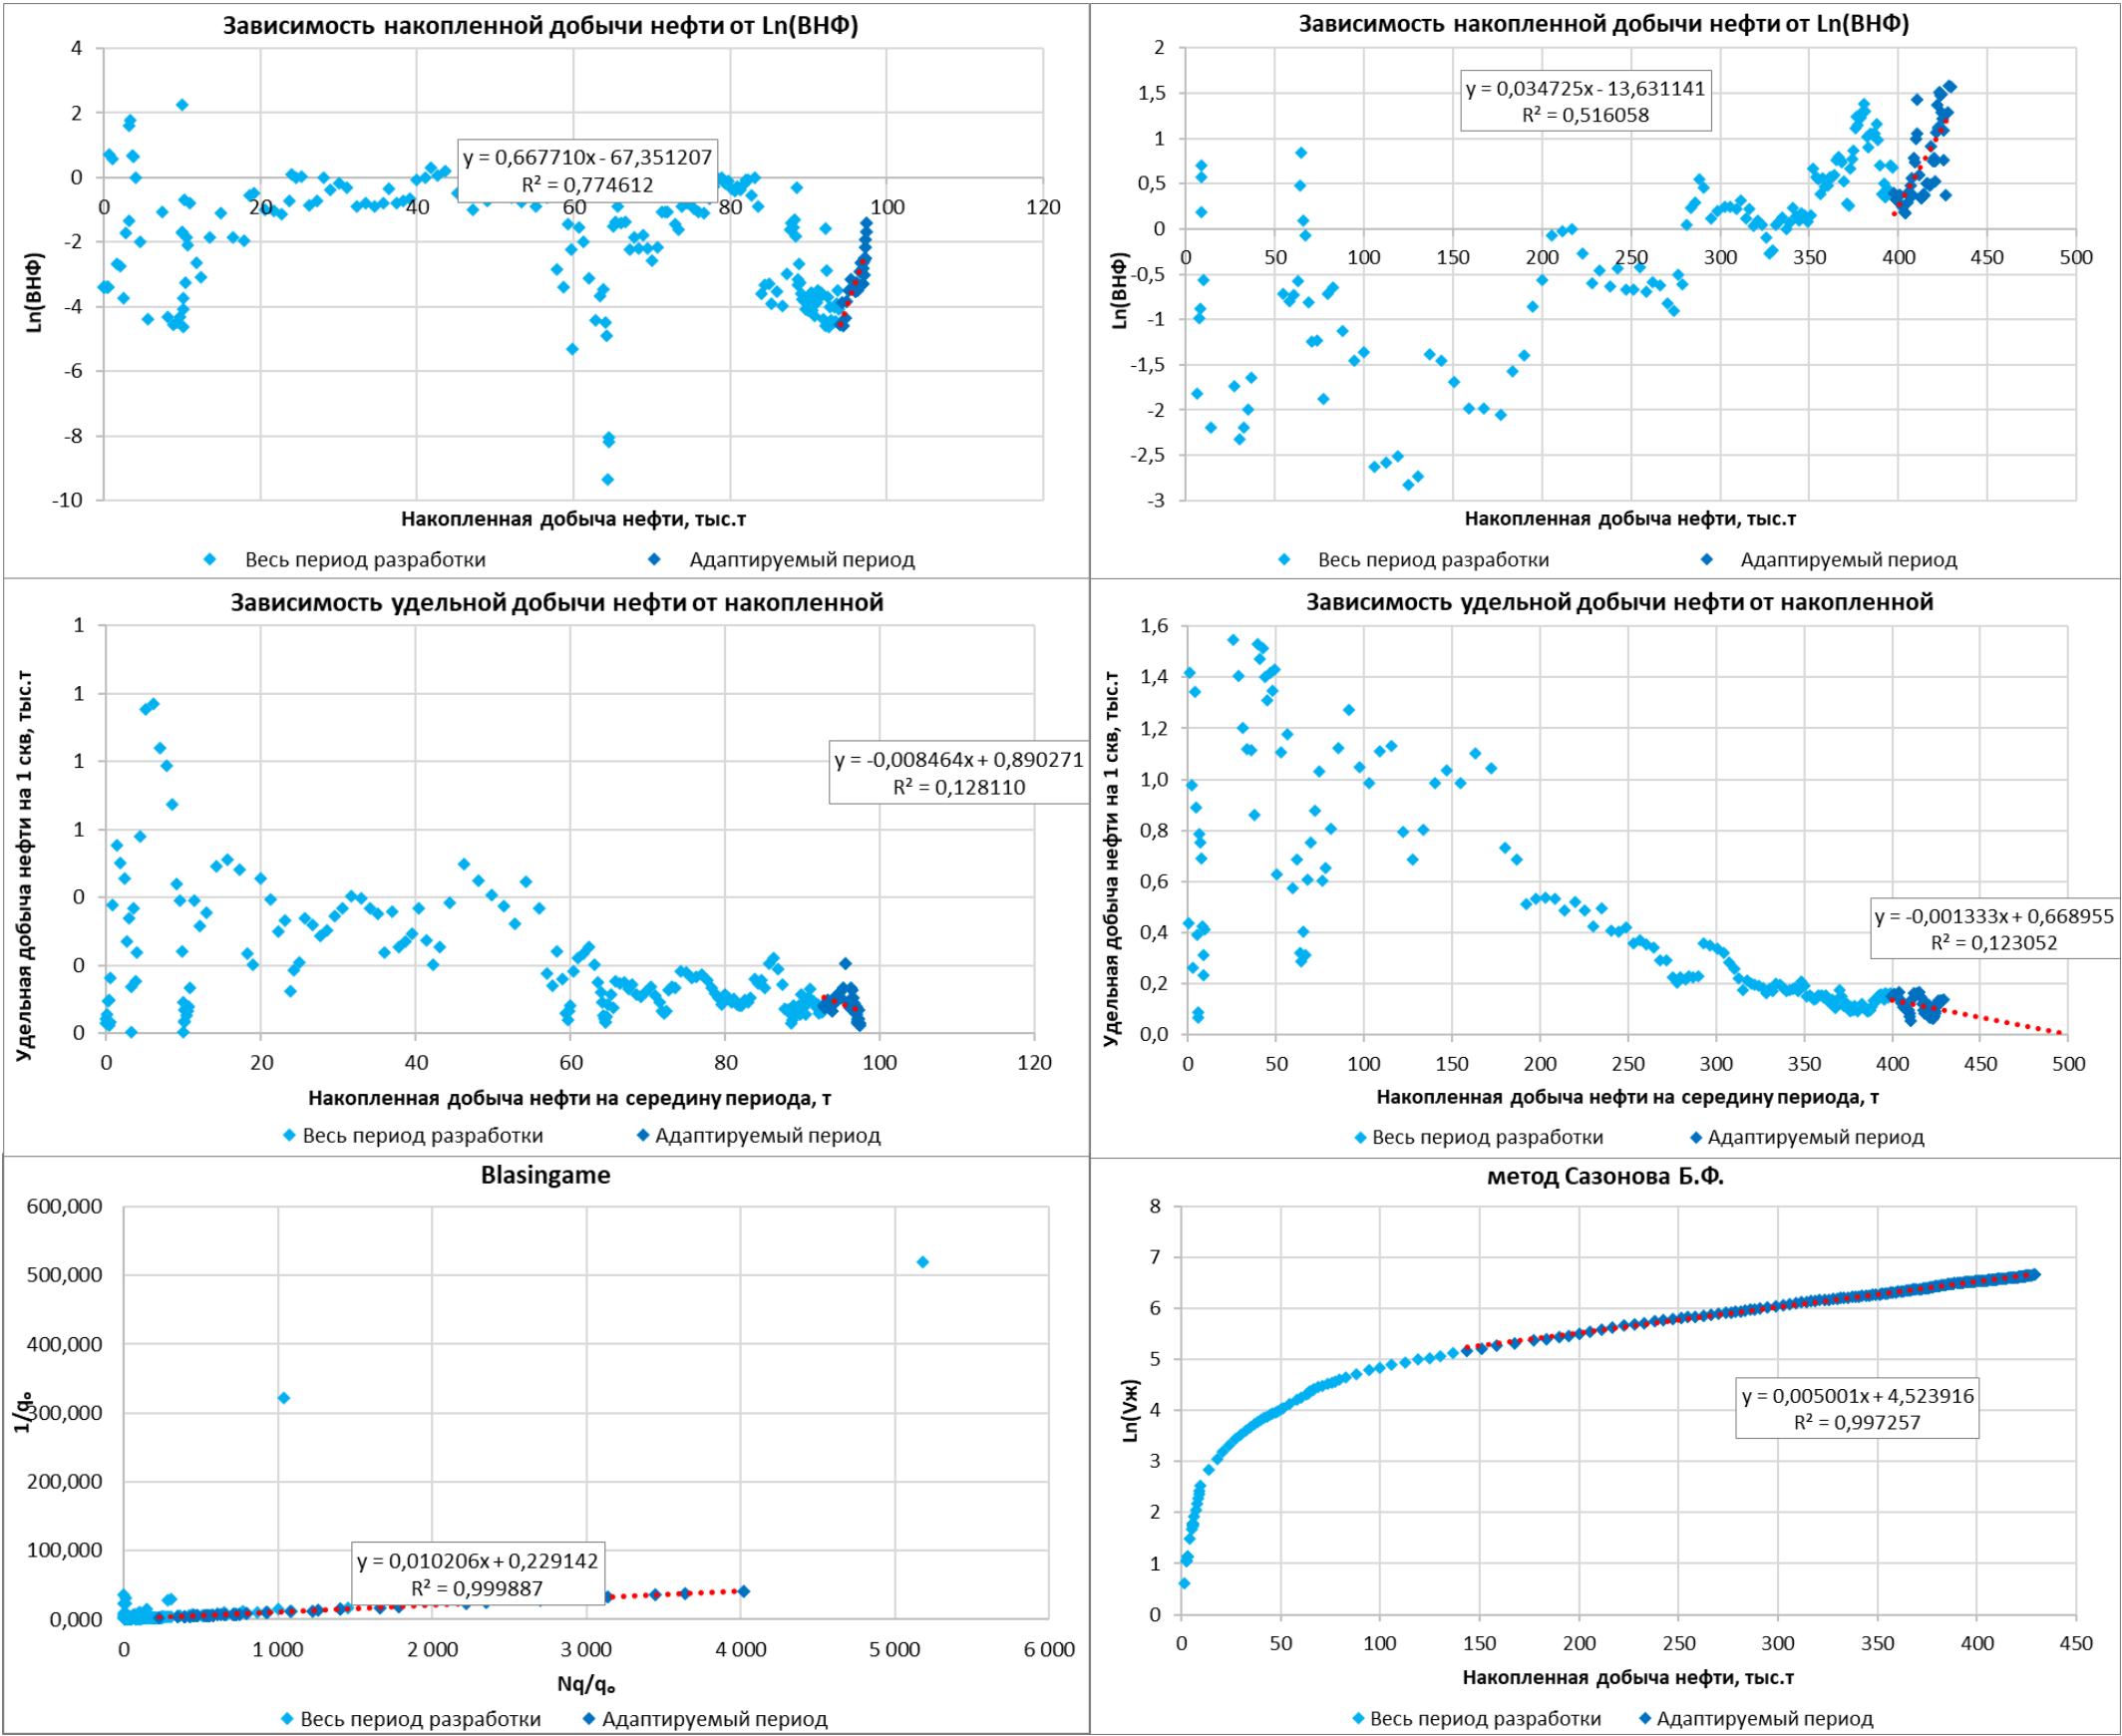 Зависимость накопленной добычи нефти от Ln(ВНФ)
4
2
0
-2
-4
-6
-8
-10
0
20
40
60
80
100
120
y = 0,667710x - 67,351207
R² = 0,774612
Ln(ВНФ)
Накопленная добыча нефти, тыс.т
Весь период разработки
Адаптируемый период
Зависимость накопленной добычи нефти от Ln(ВНФ)
2
1,5
1
0,5
0
-0,5
-1
-1,5
-2
-2,5
-3
0
50
100
150
200
250
300
350
400
450
500
y = 0,034725x - 13,631141
R² = 0,516058
Ln(ВНФ)
Накопленная добыча нефти, тыс.т
Весь период разработки
Адаптируемый период
Зависимость удельной добычи нефти от накопленной
1
1
1
1
0
0
0
0
20
40
60
80
100
120
y = -0,008464x + 0,890271
R² = 0,128110
Удельная добыча нефти на 1 скв, тыс.т
Накопленная добыча нефти на середину периода, т
Весь период разработки
Адаптируемый период
Зависимость удельной добычи нефти от накопленной
1,6
1,4
1,2
1,0
0,8
0,6
0,4
0,2
0,0
0
50
100
150
200
250
300
350
400
450
500
y = -0,001333x + 0,668955
R² = 0,123052
Удельная добыча нефти на 1 скв, тыс.т
Накопленная добыча нефти на середину периода, т
Весь период разработки
Адаптируемый период
Blasingame
600,000
500,000
400,000
300,000
200,000
100,000
0,000
0
1 000
2 000
3 000
4 000
5 000
6 000
y = 0,010206x + 0,229142
R² = 0,999887
1/qₒ
Nq/qₒ
Весь период разработки
Адаптируемый период
метод Сазонова Б.Ф.
8
7
6
5
4
3
2
1
0
0
50
100
150
200
250
300
350
400
450
y = 0,005001x + 4,523916
R² = 0,997257
Ln(Vж)
Накопленная добыча нефти, тыс.т
Весь период разработки
Адаптируемый период